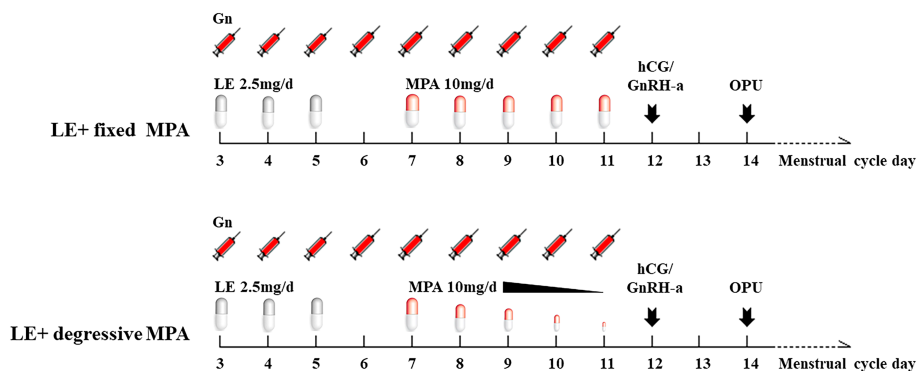 Gn
LE 2.5mg/d MPA 10mg/d hCG/
GnRH-a OPU
LE+ fixed MPA
3 4 5 6 7 8 9 10 11 12 13 14 Menstrual cycle day
Gn
LE 2.5mg/d MPA 10mg/d hCG/
GnRH-a OPU
LE+ degressive MPA
3 4 5 6 7 8 9 10 11 12 13 14 Menstrual cycle day